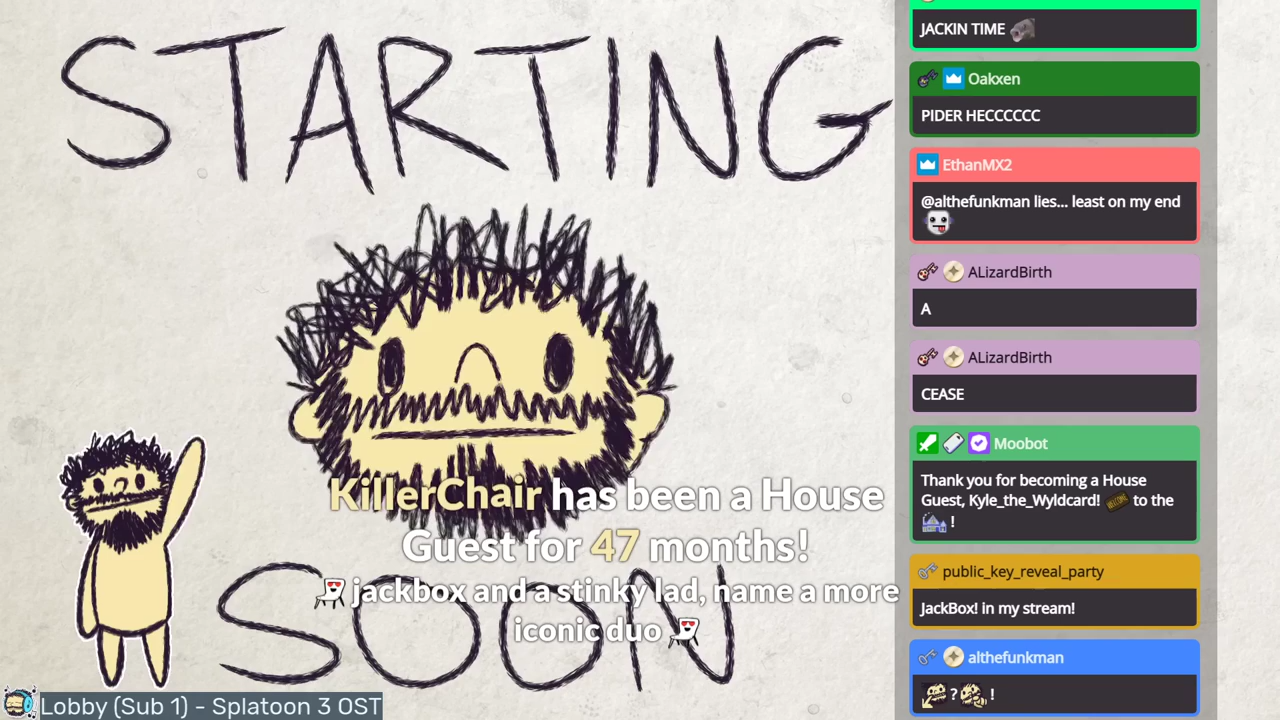 STARTING
SOON
KillerChair has been a House
Guest for 47 months!
jackbox and a stinky lad, name a more
iconic duo
Lobby (Sub 1) - Splatoon 3 OST
JACKIN TIME
Oakxen
PIDER HECCCCCC
EthanMX2
@althefunkman lies... least on my end
ALizardBirth
A
ALizardBirth
CEASE
Moobot
Thank you for becoming a House
Guest, Kyle_the_Wyldcard! to the
!
public_key_reveal_party
JackBox! in my stream!
althefunkman
? !